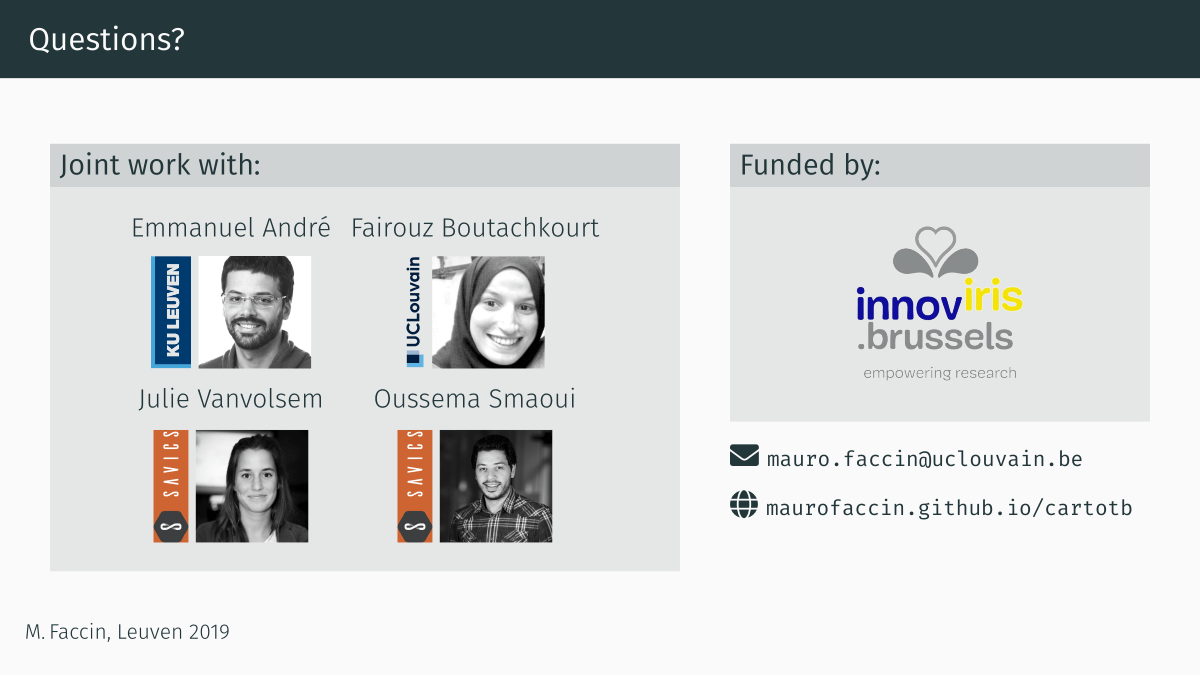 Questions?
Joint work with:
Emmanuel André
Fairouz Boutachkourt
KU LEUVEN
UCLouvain
Julie Vanvolsem
Oussema Smaoui
SAVICS
SAVICS
Funded by:
innoviris
.brussels
empowering research
mauro.faccin@uclouvain.be
maurofaccin.github.io/cartotb
M. Faccin, Leuven 2019